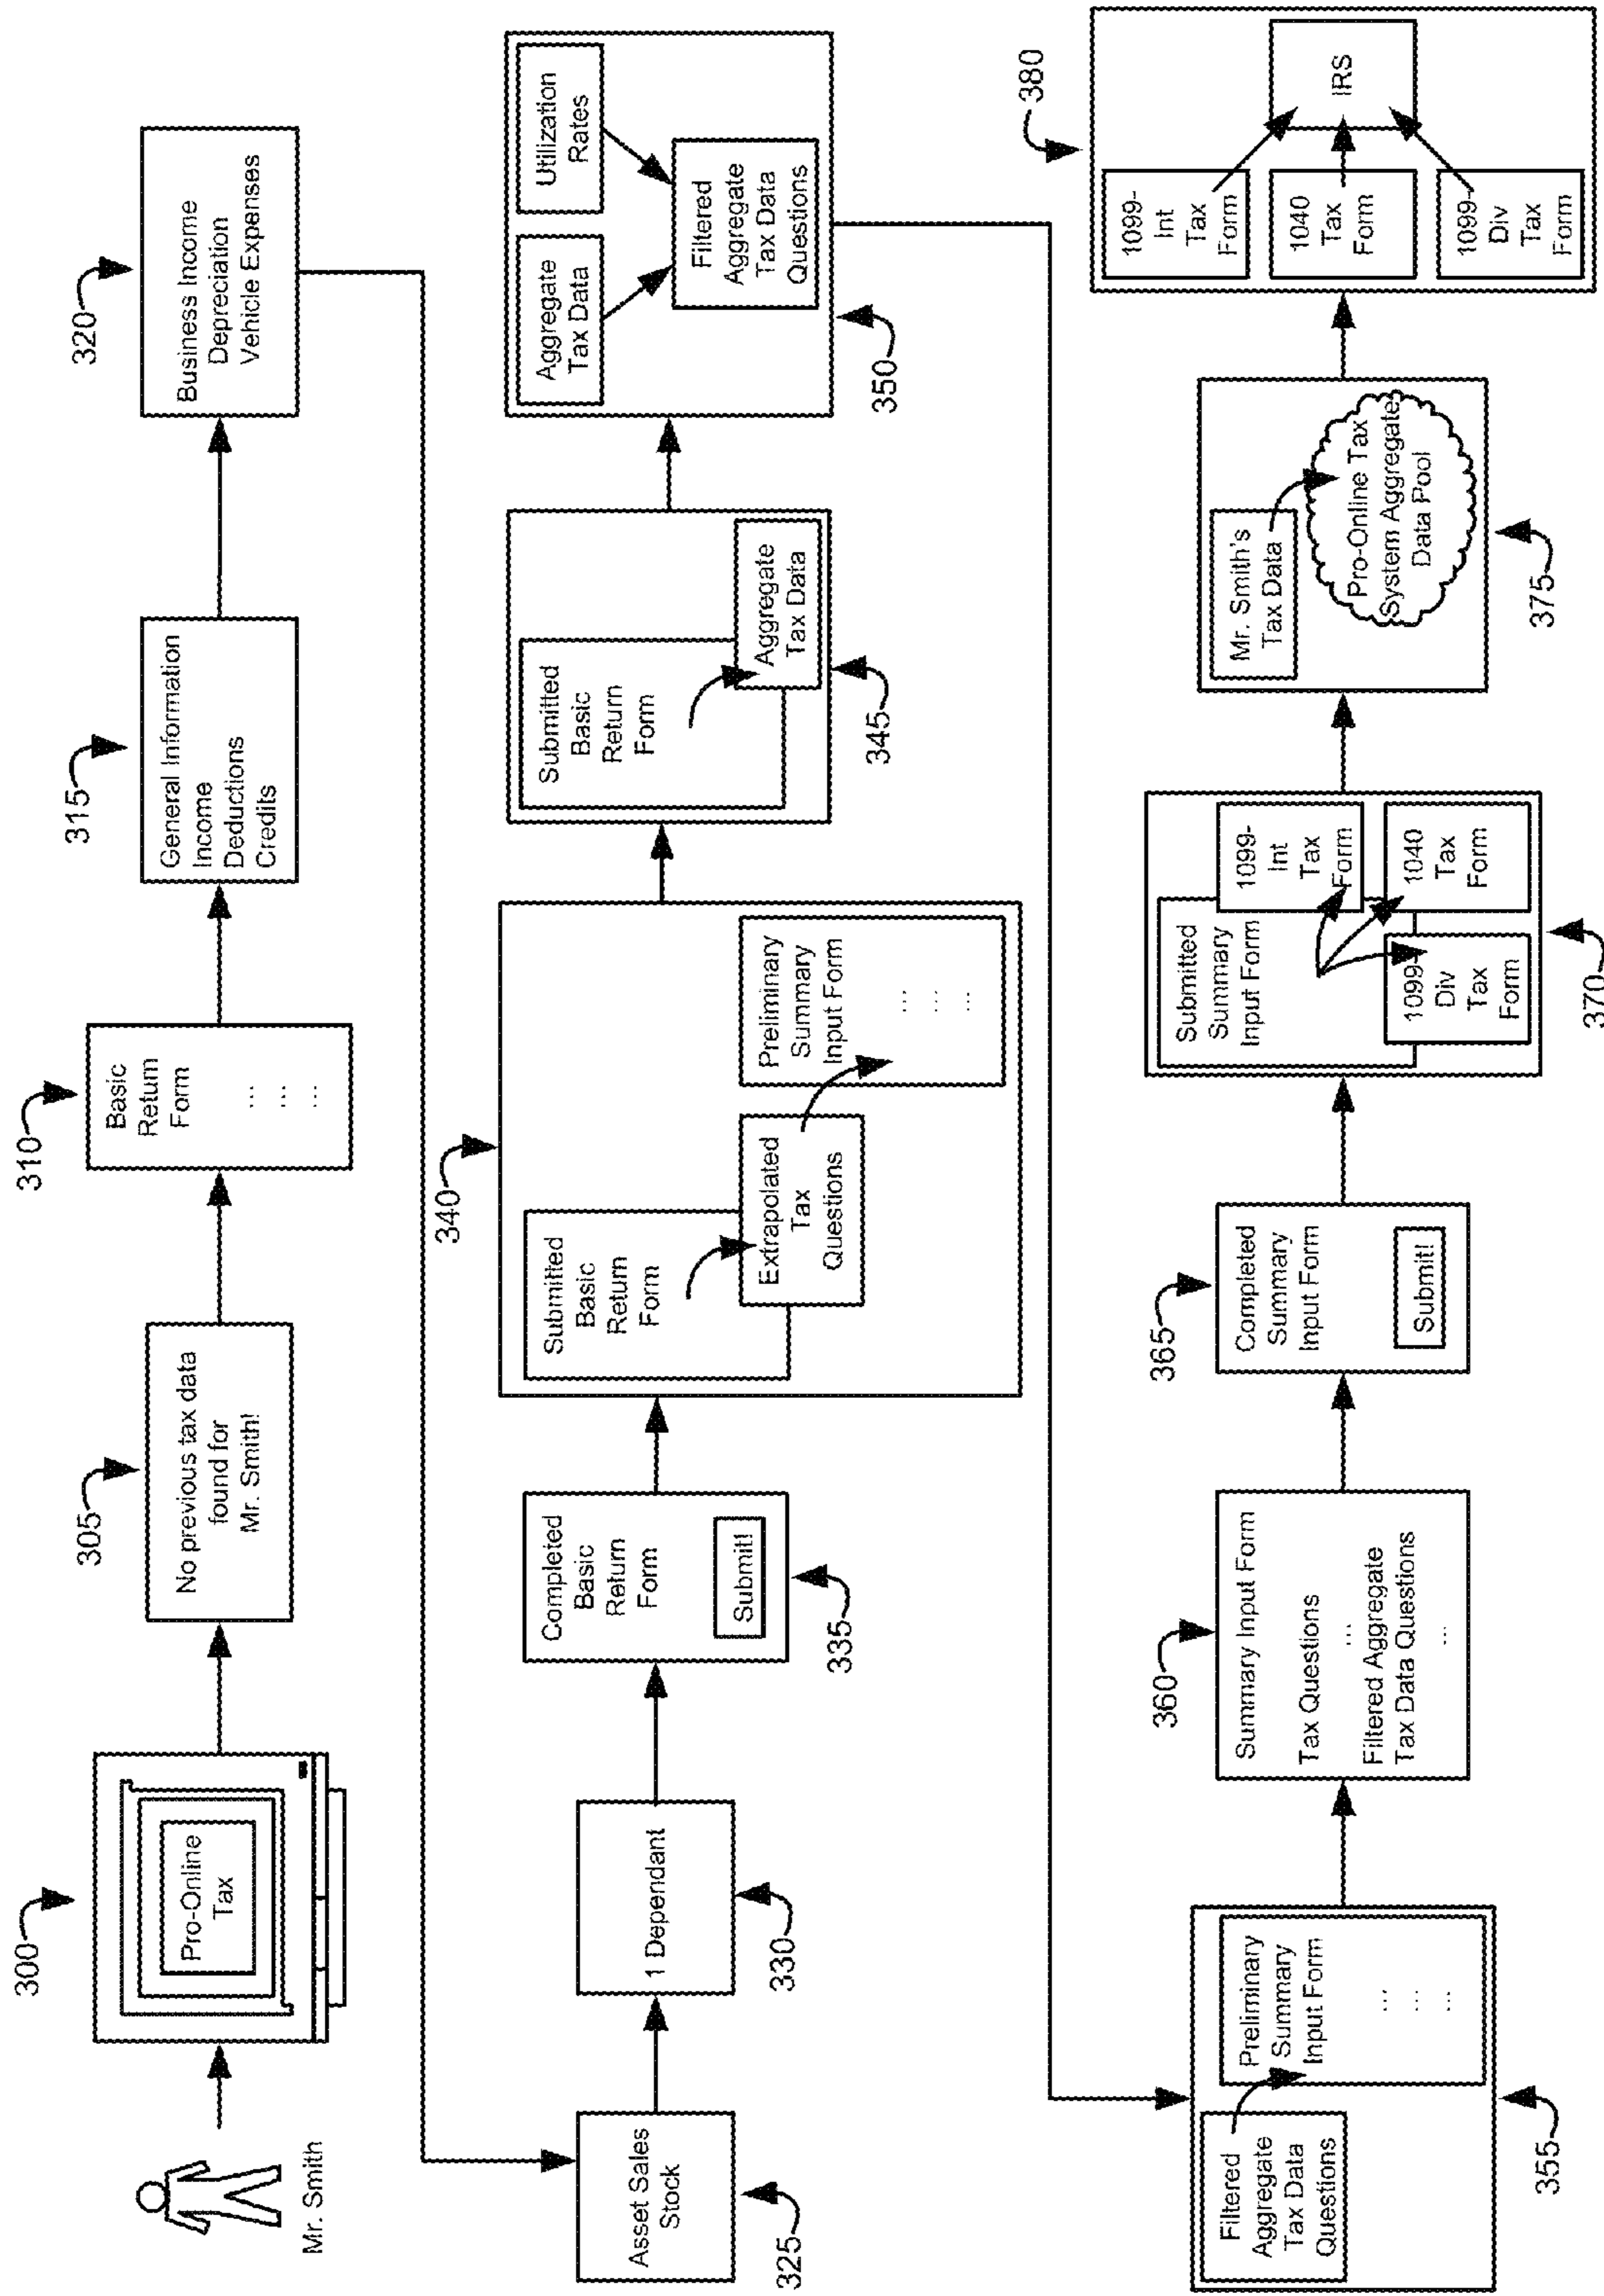 Mr. Smith
300
Pro-Online
Tax
305
No previous tax data
found for
Mr. Smith!
310
Basic
Return
Form
...
...
...
315
General Information
Income
Deductions
Credits
320
Business Income
Depreciation
Vehicle Expenses
Asset Sales
Stock
325
1 Dependant
330
Completed
Basic
Return
Form
Submit!
335
340
Submitted
Basic
Return
Form
Extrapolated
Tax
Questions
Preliminary
Summary
Input Form
...
...
...
Submitted
Basic
Return
Form
Aggregate
Tax Data
345
Aggregate
Tax Data
Utilization
Rates
Filtered
Aggregate
Tax Data
Questions
350
Filtered
Aggregate
Tax Data
Questions
Preliminary
Summary
Input Form
...
...
...
355
360
Summary Input Form
Tax Questions
...
Filtered Aggregate
Tax Data Questions
...
365
Completed
Summary
Input Form
Submit!
Submitted
Summary
Input Form
1099-
Int
Tax
Form
1099-
Div
Tax
Form
1040
Tax
Form
370
Mr. Smith's
Tax Data
Pro-Online Tax
System Aggregate
Data Pool
375
380
1099-
Int
Tax
Form
1040
Tax
Form
1099-
Div
Tax
Form
IRS